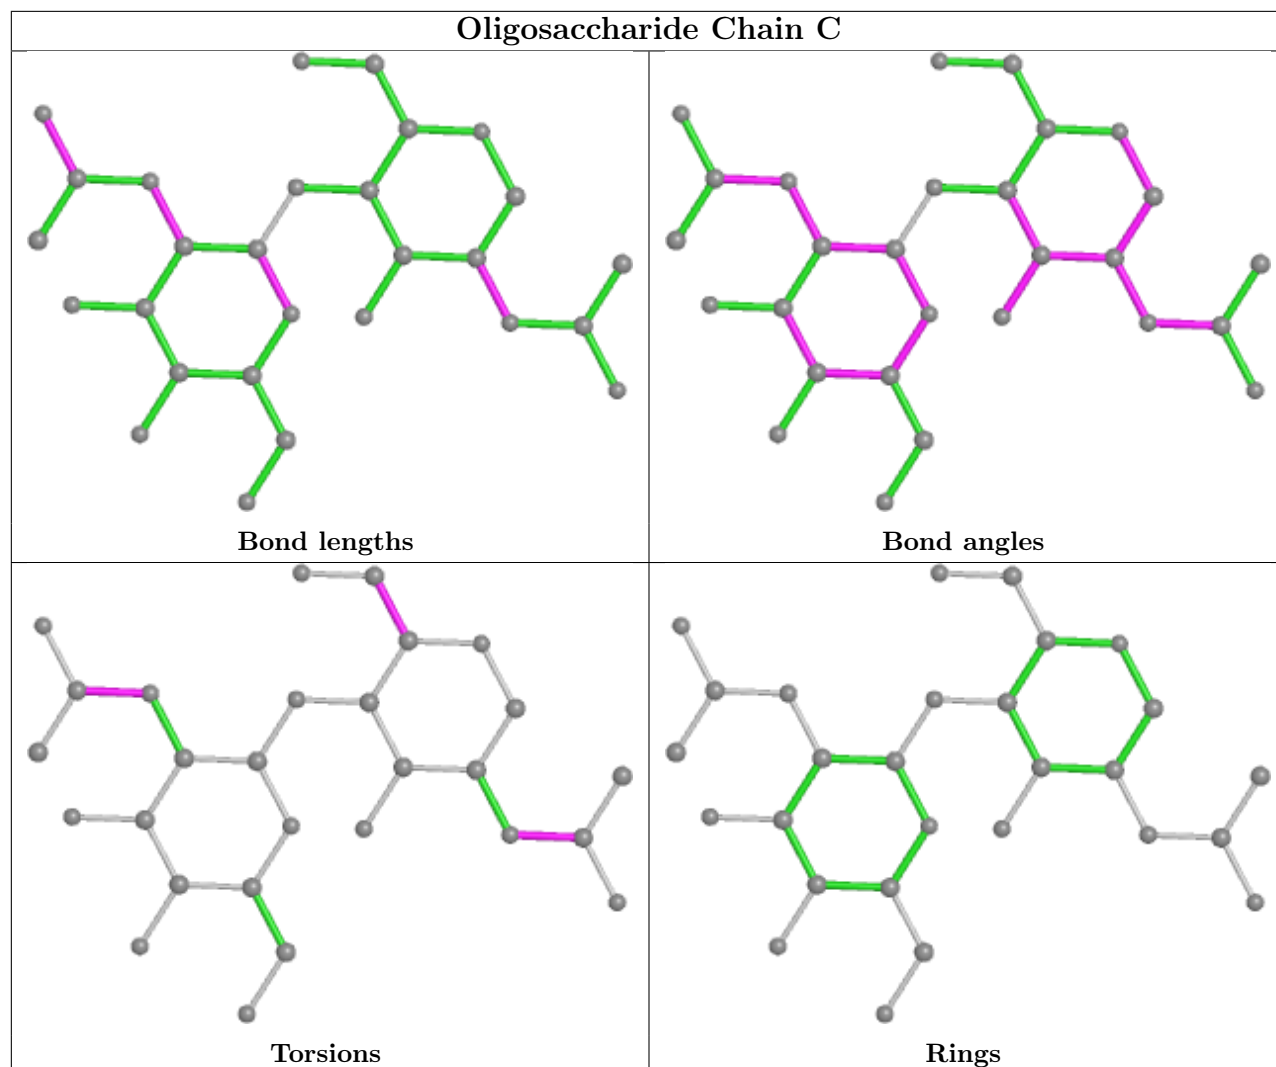 Oligosaccharide Chain C
Bond lengths
Bond angles
Torsions
Rings